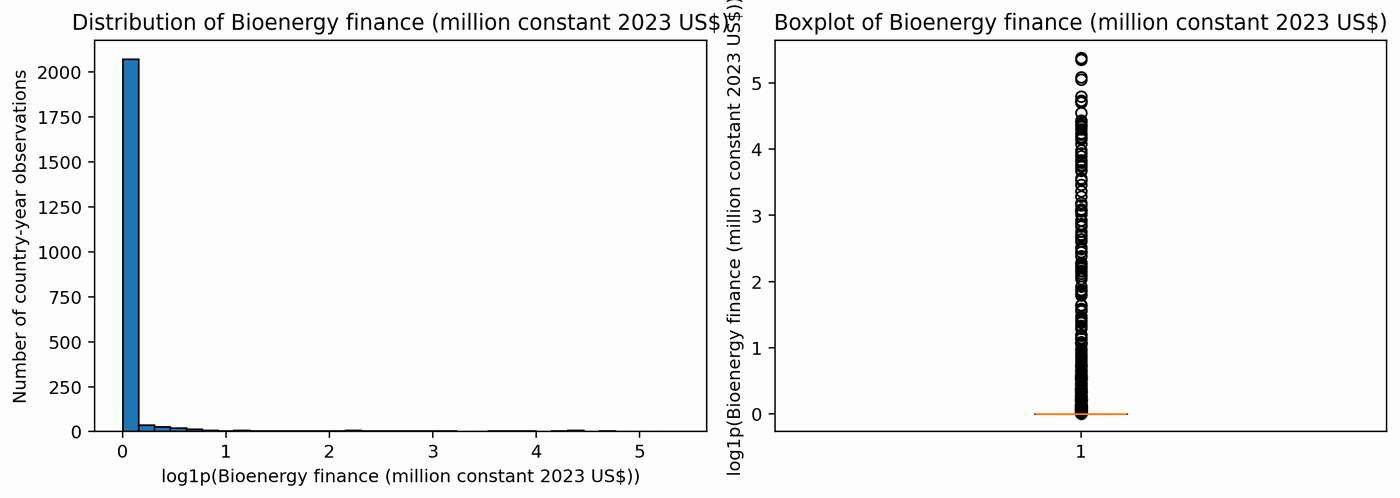 Distribution of Bioenergy finance (million constant 2023 US$)
Number of country-year observations
2000
1750
1500
1250
1000
750
500
250
0
0 1 2 3 4 5
log1p(Bioenergy finance (million constant 2023 US$))
Boxplot of Bioenergy finance (million constant 2023 US$)
log1p(Bioenergy finance (million constant 2023 US$))
5
4
3
2
1
0
1